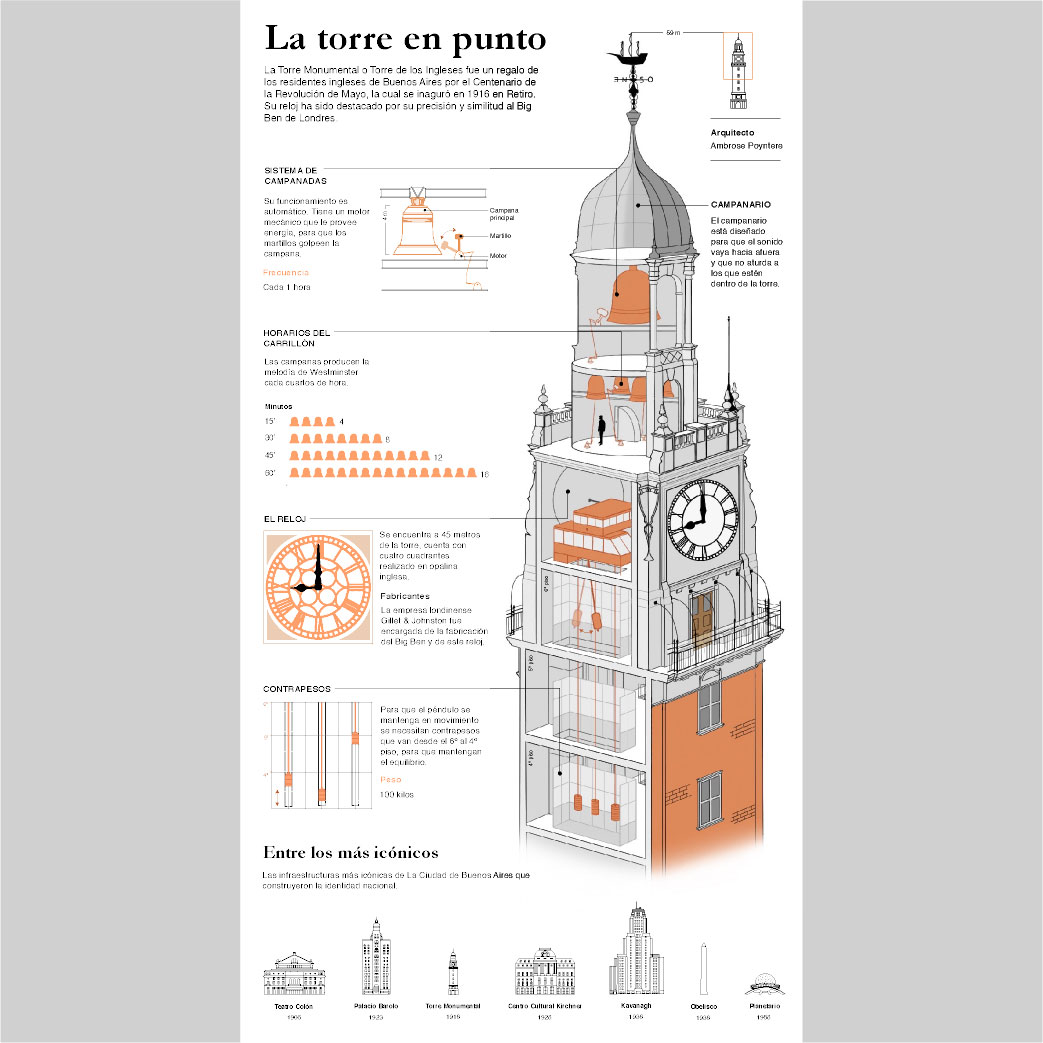 La torre en punto
La Torre Monumental o Torre de los Ingleses fue un regalo de
los residentes ingleses de Buenos Aires por el Centenario de
la Revolución de Mayo, la cual se inaguró en 1916 en Retiro.
Su reloj ha sido destacado por su precisión y similitud al Big
Ben de Londres.
59 m
E N S O
Arquitecto
Ambrose Poyntere
SISTEMA DE
CAMPANADAS
Su funcionamiento es
automático. Tiene un motor
mecánico que le provee
energía, para que los
martillos golpeen la
campana.
Frecuencia
Cada 1 hora
4 m
Campana
principal
Martillo
Motor
CAMPANARIO
El campanario
está diseñado
para que el sonido
vaya hacia afuera
y que no aturda a
los que estén
dentro de la torre.
HORARIOS DEL
CARRILLÓN
Las campanas producen la
melodía de Westminster
cada cuartos de hora.
Minutos
15' 4
30' 8
45' 12
60' 16
EL RELOJ
Se encuentra a 45 metros
de la torre, cuenta con
cuatro cuadrantes
realizado en opalina
inglesa.
Fabricantes
La empresa londinense
Gillet & Johnston fue
encargada de la fabricación
del Big Ben y de este reloj.
6º piso
5º piso
4º piso
CONTRAPESOS
Para que el péndulo se
mantenga en movimiento
se necesitan contrapesos
que van desde el 6º al 4º
piso, para que mantengan
el equilibrio.
Peso
100 kilos
Entre los más icónicos
Las infraestructuras más icónicas de La Ciudad de Buenos Aires que
construyeron la identidad nacional.
Teatro Colón
Palacio Barolo
Torre Monumental
Centro Cultural Kirchner
Kavanagh
Obelisco
Planetario
1923
1916
1936
1936